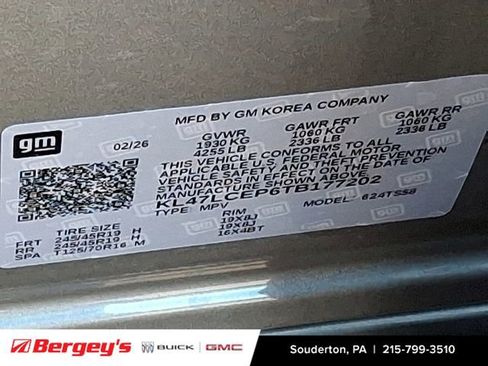 MFD BY GM KOREA COMPANY
gm
02/26
GVWR GAWR FRT GAWR RR
1930 KG 1060 KG 1060 KG
4255 LB 2336 LB 2336 LB
THIS VEHICLE CONFORMS TO ALL
APPLICABLE U.S. FEDERAL MOTOR
VEHICLE SAFETY AND THEFT PREVENTION
STANDARDS IN EFFECT ON THE DATE OF
MANUFACTURE SHOWN ABOVE.
KL47LCEP6TB177202
TYPE: MPV MODEL: 624TS58
TIRE SIZE RIM
FRT 245/45R19 H 19X8J
RR 245/45R19 H 19X8J
SPA T125/70R16 M 16X4BT
Bergey's BUICK GMC
Souderton, PA | 215-799-3510